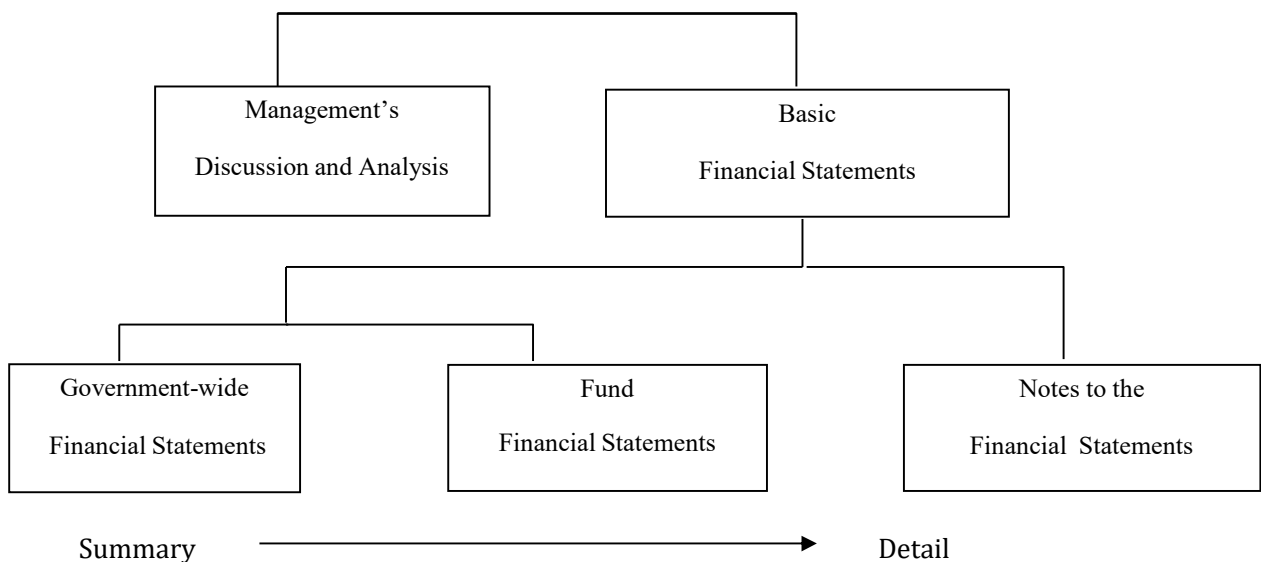 Management’s
Discussion and Analysis
Basic
Financial Statements
Government-wide
Financial Statements
Fund
Financial Statements
Notes to the
Financial Statements
Summary
Detail